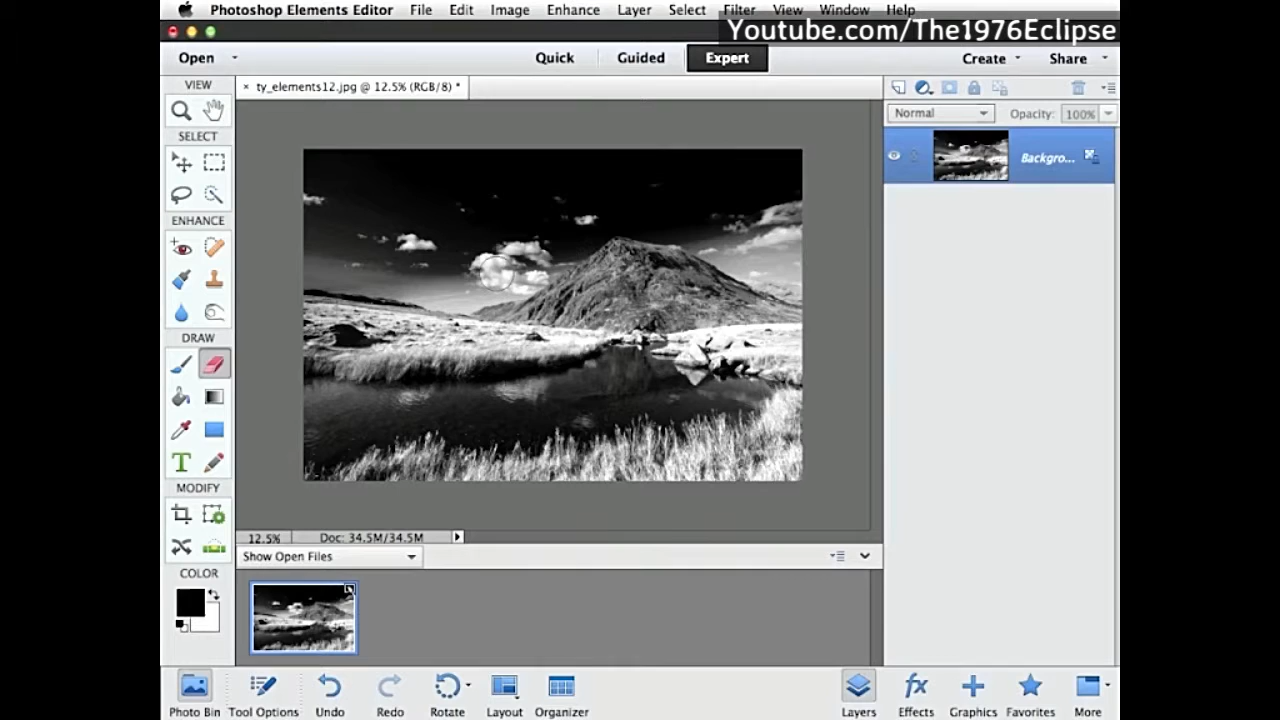 Photoshop Elements Editor File Edit Image Enhance Layer Select Filter View Window Help
Youtube.com/The1976Eclipse
Open Quick Guided Expert Create Share
VIEW
× ty_elements12.jpg @ 12.5% (RGB/8) *
Normal Opacity: 100%
SELECT
Backgro...
ENHANCE
DRAW
T
MODIFY
12.5% Doc: 34.5M/34.5M
Show Open Files
COLOR
fx
Photo Bin Tool Options Undo Redo Rotate Layout Organizer Layers Effects Graphics Favorites More